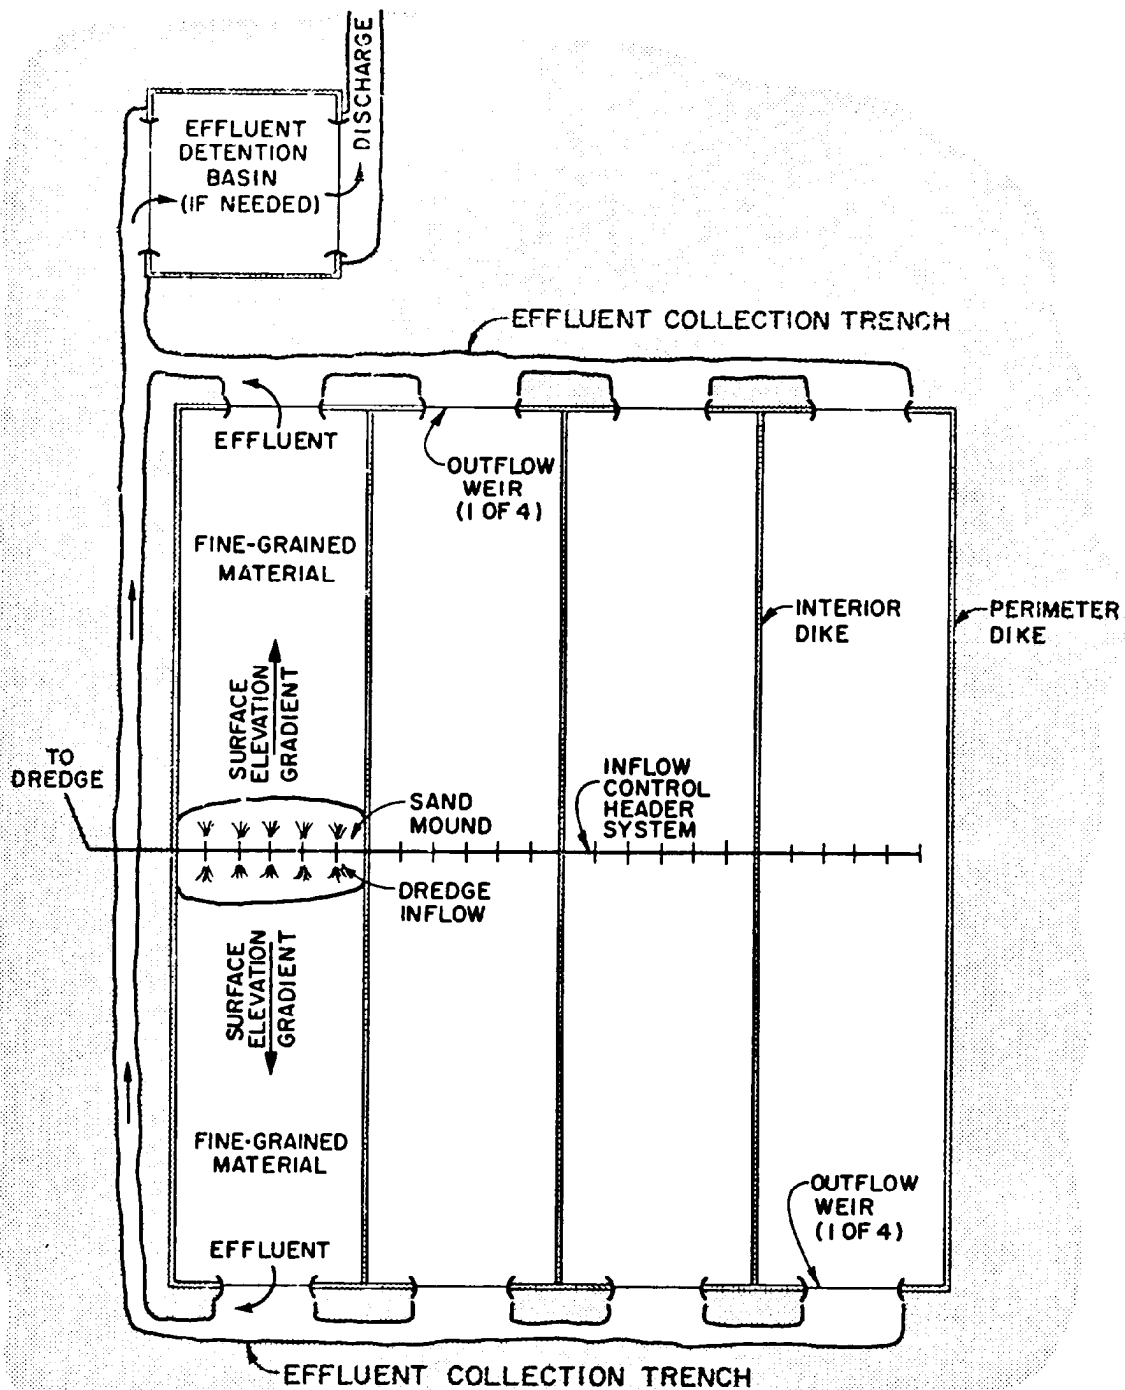 DISCHARGE
EFFLUENT
DETENTION
BASIN
(IF NEEDED)
EFFLUENT COLLECTION TRENCH
EFFLUENT
OUTFLOW
WEIR
(1 OF 4)
FINE-GRAINED
MATERIAL
INTERIOR
DIKE
PERIMETER
DIKE
SURFACE
ELEVATION
GRADIENT
TO
DREDGE
SAND
MOUND
INFLOW
CONTROL
HEADER
SYSTEM
DREDGE
INFLOW
SURFACE
ELEVATION
GRADIENT
FINE-GRAINED
MATERIAL
OUTFLOW
WEIR
(1 OF 4)
EFFLUENT
EFFLUENT COLLECTION TRENCH